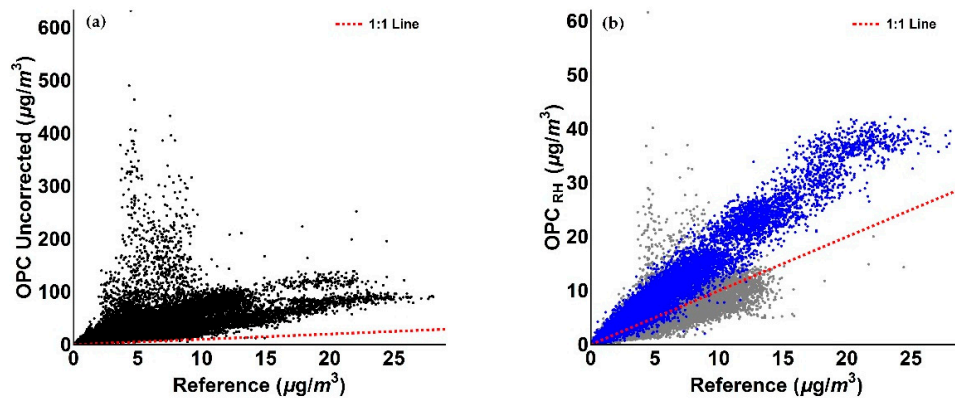 (a)
1:1 Line
600
500
400
300
200
100
0
OPC Uncorrected (µg/m³)
0 5 10 15 20 25
Reference (µg/m³)
(b)
1:1 Line
60
50
40
30
20
10
0
OPC RH (µg/m³)
0 5 10 15 20 25
Reference (µg/m³)